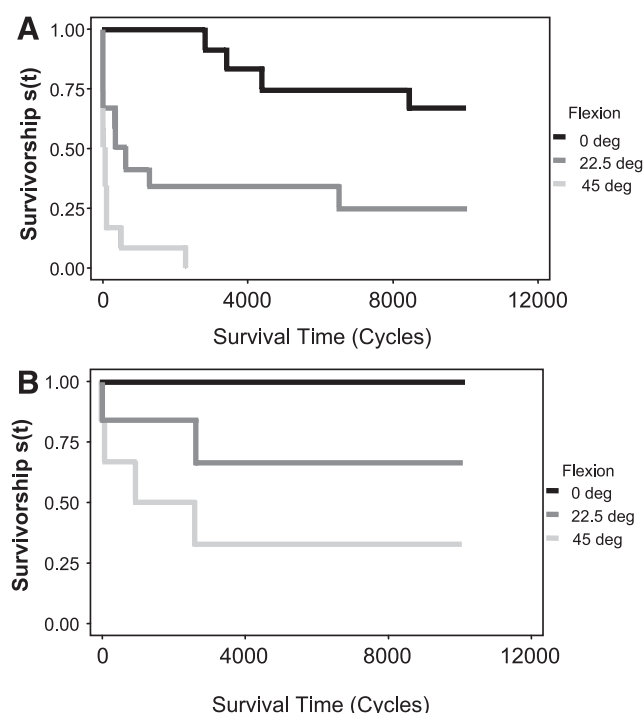 A
Survivorship s(t)
1.00
0.75
0.50
0.25
0.00
0 4000 8000 12000
Survival Time (Cycles)
Flexion
0 deg
22.5 deg
45 deg
B
Survivorship s(t)
1.00
0.75
0.50
0.25
0.00
0 4000 8000 12000
Survival Time (Cycles)
Flexion
0 deg
22.5 deg
45 deg